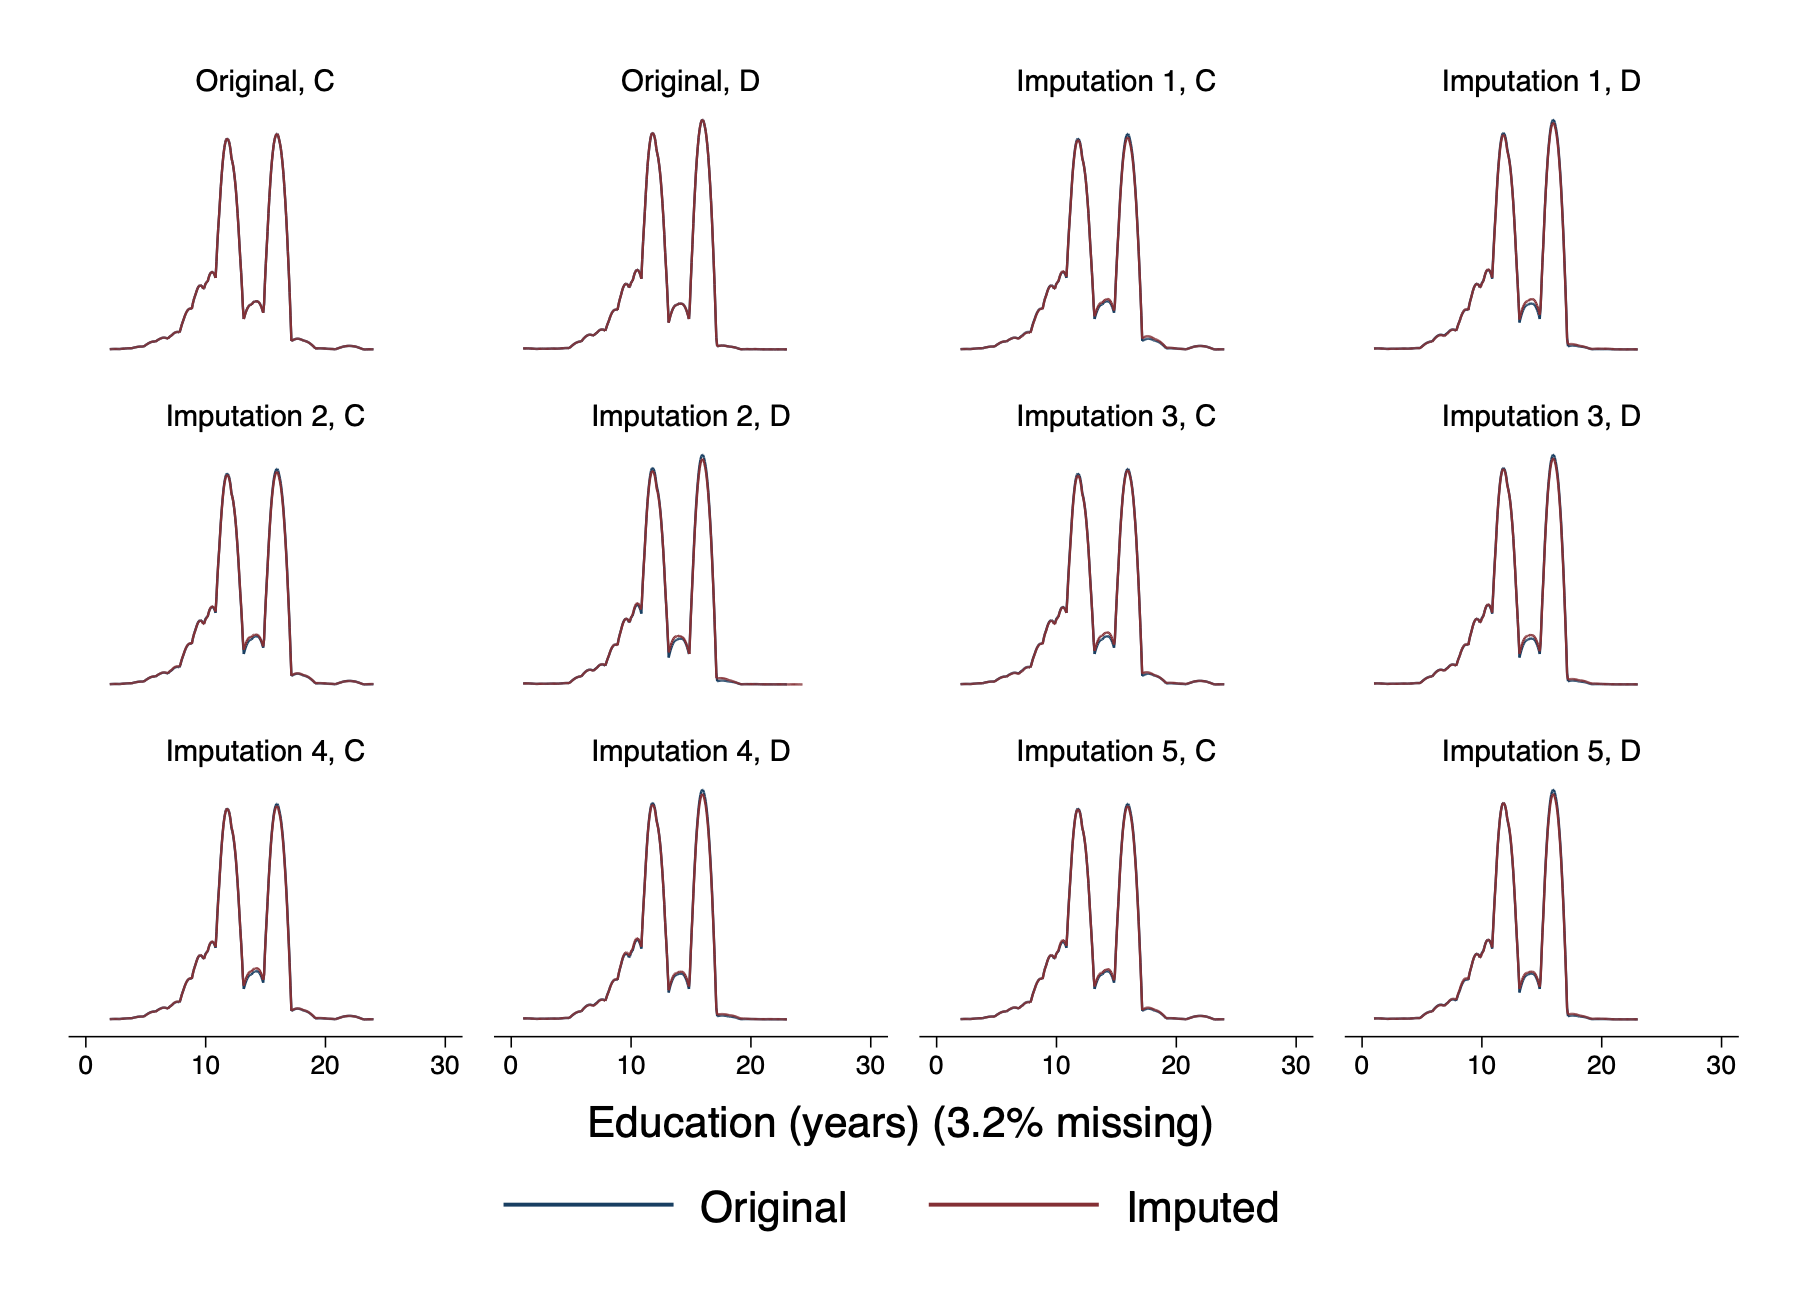 Original, C
Original, D
Imputation 1, C
Imputation 1, D
Imputation 2, C
Imputation 2, D
Imputation 3, C
Imputation 3, D
Imputation 4, C
Imputation 4, D
Imputation 5, C
Imputation 5, D
0 10 20 30
0 10 20 30
0 10 20 30
0 10 20 30
Education (years) (3.2% missing)
Original
Imputed